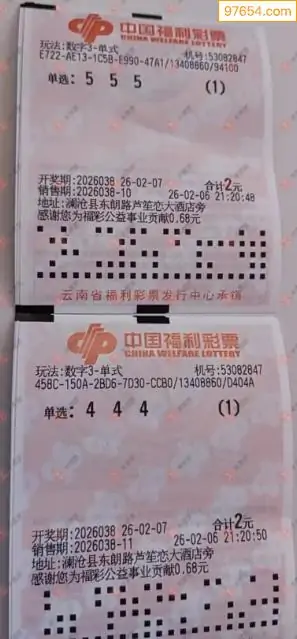 97654.com
中国福利彩票
CHINA WELFARE LOTTERY
玩法:数字3-单式 机号:53082847
E722-AE13-1C5B-E990-47A1/13408860/94100
单选: 5 5 5 (1)
开奖期:2026038 26-02-07 合计2元
销售期:2026038-10 26-02-06 21:20:48
地址:澜沧县东朗路芦笙恋大酒店旁
感谢您为福彩公益事业贡献0.68元
云南省福利彩票发行中心承销
中国福利彩票
CHINA WELFARE LOTTERY
玩法:数字3-单式 机号:53082847
458C-150A-2BD6-7D30-CCB0/13408860/D404A
单选: 4 4 4 (1)
开奖期:2026038 26-02-07 合计2元
销售期:2026038-11 26-02-06 21:20:50
地址:澜沧县东朗路芦笙恋大酒店旁
感谢您为福彩公益事业贡献0.68元